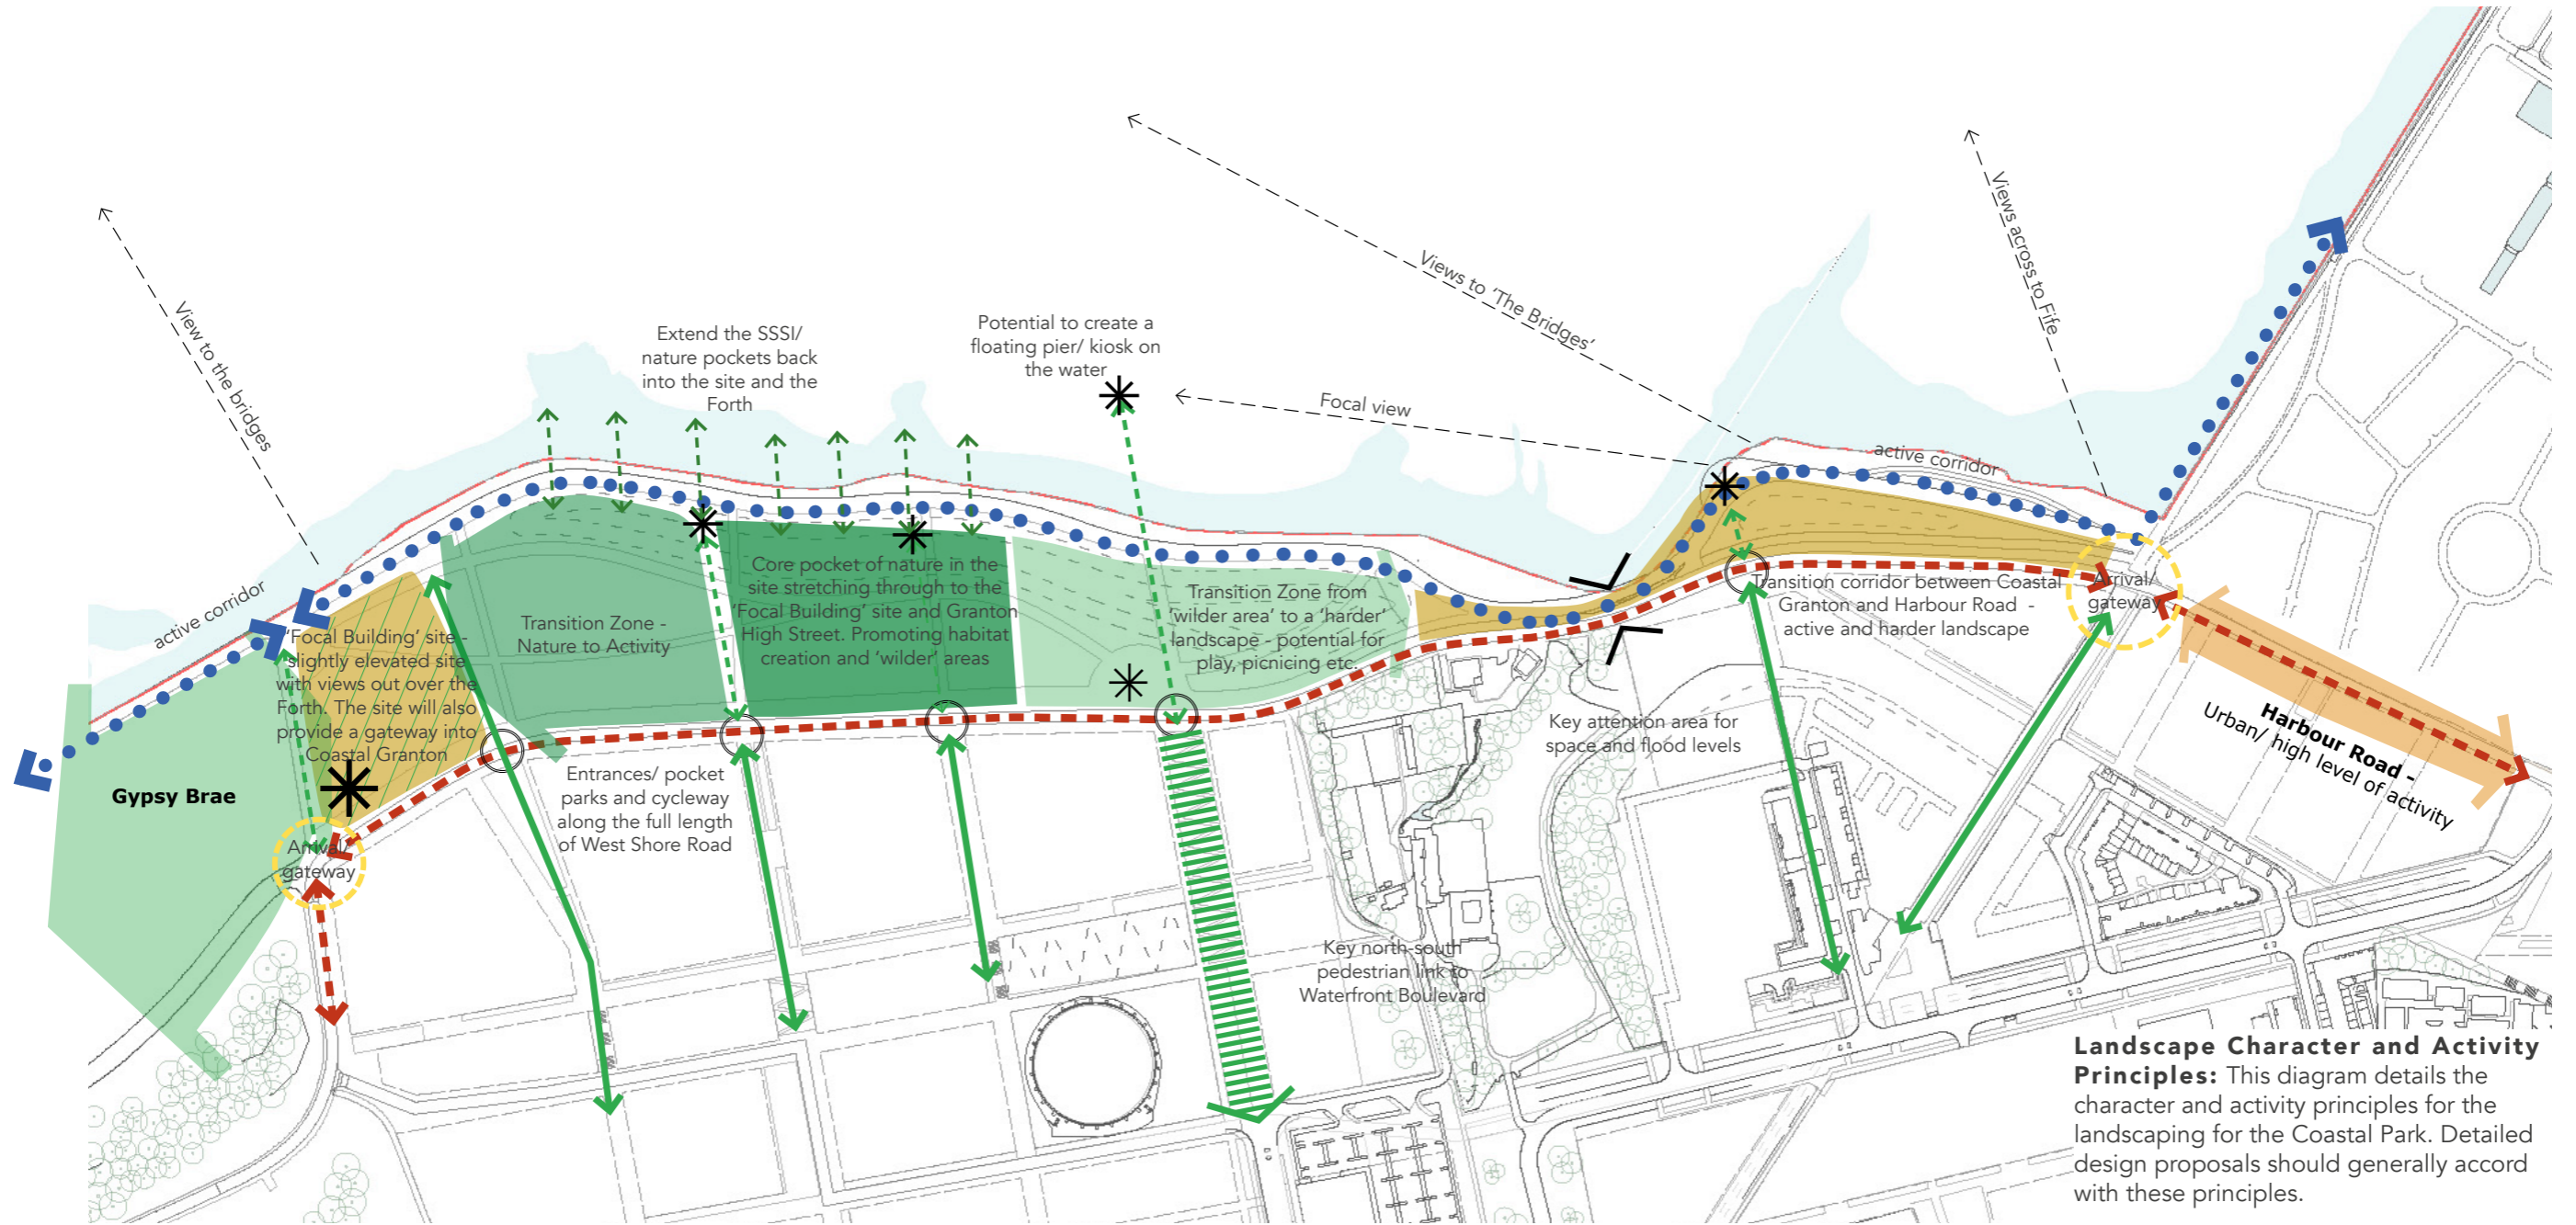 View to the bridges
Extend the SSSI/
nature pockets back
into the site and the
Forth
Potential to create a
floating pier/ kiosk on
the water
Focal view
Views to 'The Bridges'
Views across to Fife
active corridor
active corridor
'Focal Building' site -
slightly elevated site
with views out over the
Forth. The site will also
provide a gateway into
Coastal Granton
Transition Zone -
Nature to Activity
Core pocket of nature in the
site stretching through to the
'Focal Building' site and Granton
High Street. Promoting habitat
creation and 'wilder' areas
Transition Zone from
'wilder area' to a 'harder'
landscape - potential for
play, picnicing etc.
Transition corridor between Coastal
Granton and Harbour Road -
active and harder landscape
Arrival/
gateway
Gypsy Brae
Arrival/
gateway
Entrances/ pocket
parks and cycleway
along the full length
of West Shore Road
Key attention area for
space and flood levels
Harbour Road -
Urban/ high level of activity
Key north-south
pedestrian link to
Waterfront Boulevard
Landscape Character and Activity
Principles: This diagram details the
character and activity principles for the
landscaping for the Coastal Park. Detailed
design proposals should generally accord
with these principles.